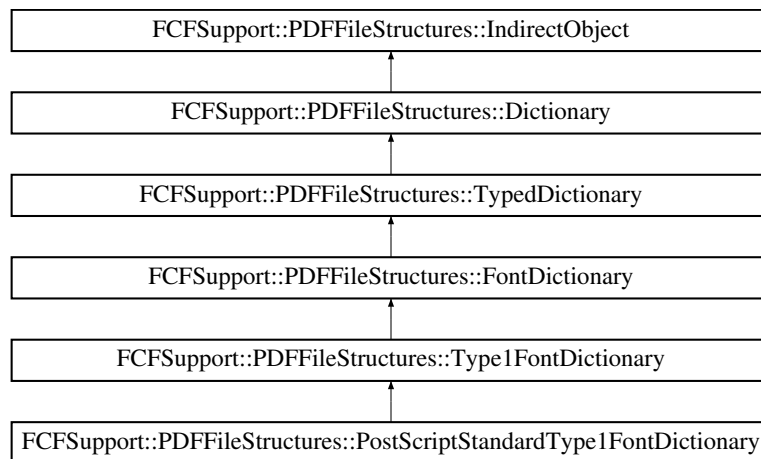 FCFSupport::PDFFileStructures::IndirectObject
FCFSupport::PDFFileStructures::Dictionary
FCFSupport::PDFFileStructures::TypedDictionary
FCFSupport::PDFFileStructures::FontDictionary
FCFSupport::PDFFileStructures::Type1FontDictionary
FCFSupport::PDFFileStructures::PostScriptStandardType1FontDictionary